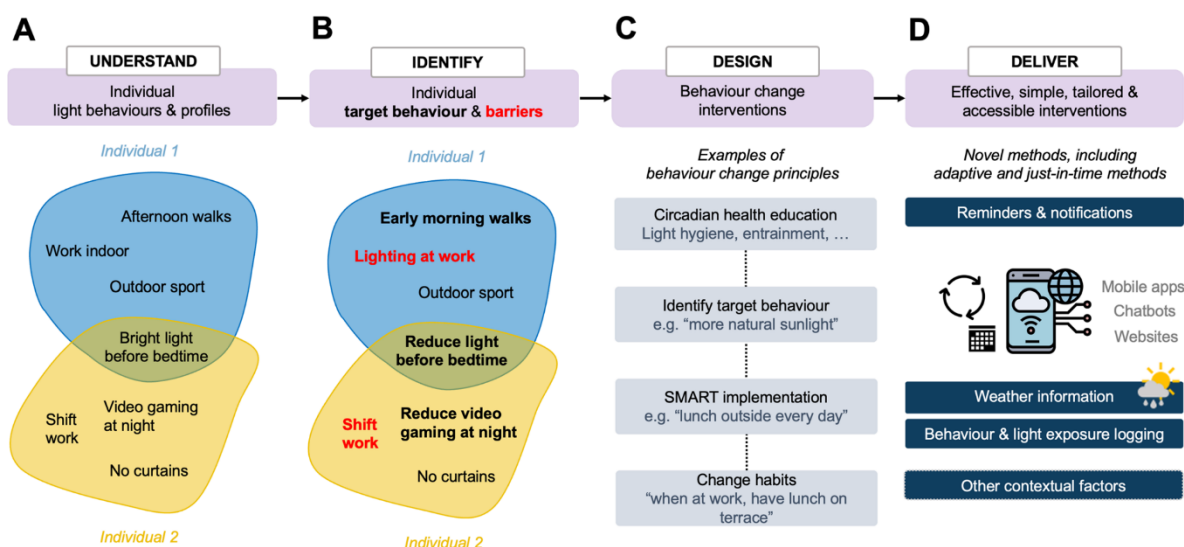 A
UNDERSTAND
Individual
light behaviours & profiles
Individual 1
Afternoon walks
Work indoor
Outdoor sport
Bright light
before bedtime
Video gaming
at night
Shift
work
No curtains
Individual 2
B
IDENTIFY
Individual
target behaviour & barriers
Individual 1
Early morning walks
Lighting at work
Outdoor sport
Reduce light
before bedtime
Shift
work
Reduce video
gaming at night
No curtains
Individual 2
C
DESIGN
Behaviour change
interventions
Examples of
behaviour change principles
Circadian health education
Light hygiene, entrainment, …
Identify target behaviour
e.g. “more natural sunlight”
SMART implementation
e.g. “lunch outside every day”
Change habits
“when at work, have lunch on
terrace”
D
DELIVER
Effective, simple, tailored &
accessible interventions
Novel methods, including
adaptive and just-in-time methods
Reminders & notifications
Mobile apps
Chatbots
Websites
Weather information
Behaviour & light exposure logging
Other contextual factors